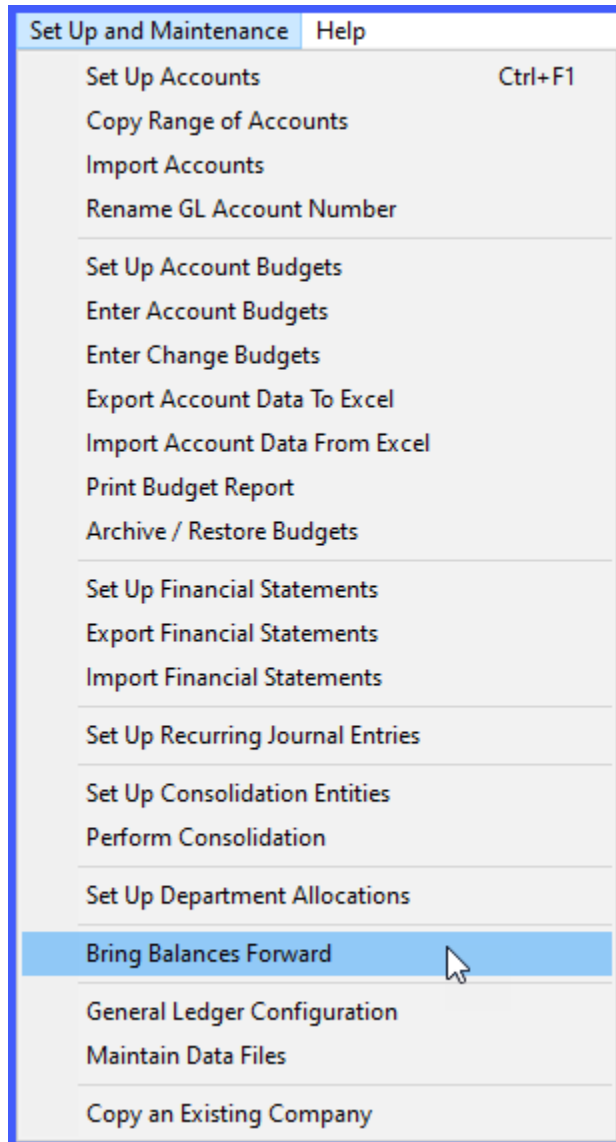 Set Up and Maintenance Help
Set Up Accounts Ctrl+F1
Copy Range of Accounts
Import Accounts
Rename GL Account Number
Set Up Account Budgets
Enter Account Budgets
Enter Change Budgets
Export Account Data To Excel
Import Account Data From Excel
Print Budget Report
Archive / Restore Budgets
Set Up Financial Statements
Export Financial Statements
Import Financial Statements
Set Up Recurring Journal Entries
Set Up Consolidation Entities
Perform Consolidation
Set Up Department Allocations
Bring Balances Forward
General Ledger Configuration
Maintain Data Files
Copy an Existing Company